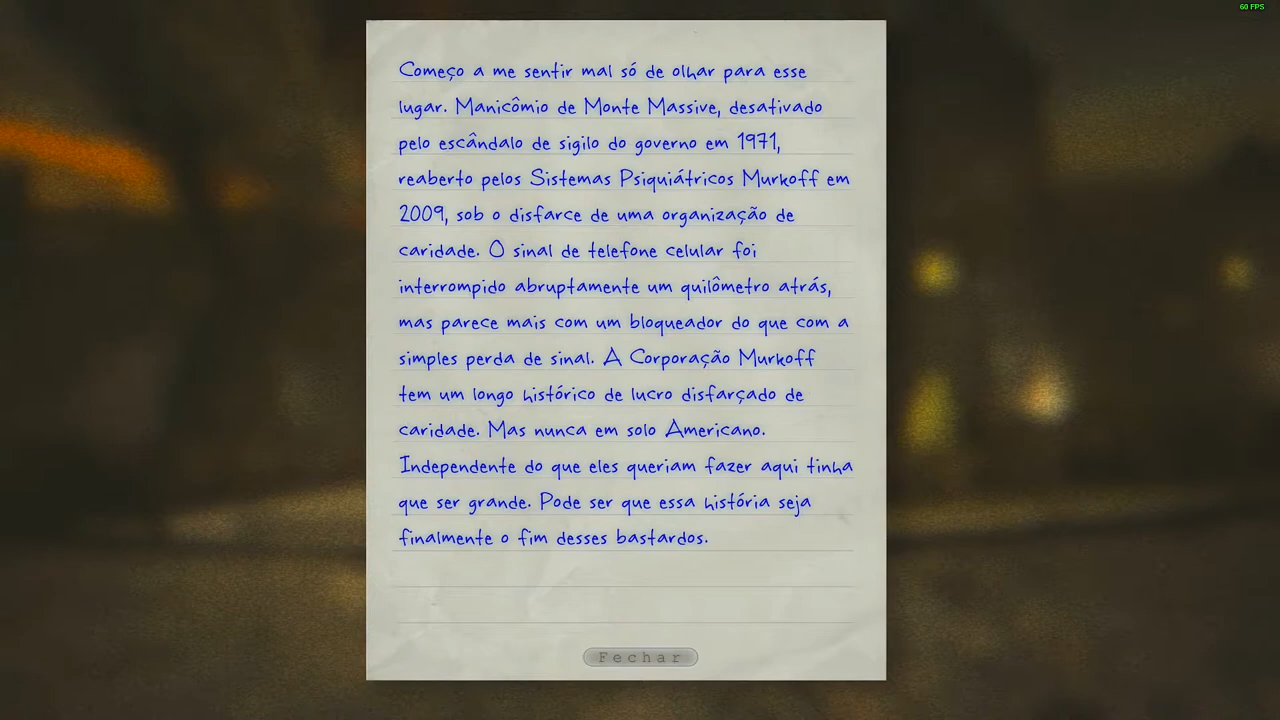 60 FPS
Começo a me sentir mal só de olhar para esse
lugar. Manicômio de Monte Massive, desativado
pelo escândalo de sigilo do governo em 1971,
reaberto pelos Sistemas Psiquiátricos Murkoff em
2009, sob o disfarce de uma organização de
caridade. O sinal de telefone celular foi
interrompido abruptamente um quilômetro atrás,
mas parece mais com um bloqueador do que com a
simples perda de sinal. A Corporação Murkoff
tem um longo histórico de lucro disfarçado de
caridade. Mas nunca em solo Americano.
Independente do que eles queriam fazer aqui tinha
que ser grande. Pode ser que essa história seja
finalmente o fim desses bastardos.
Fechar